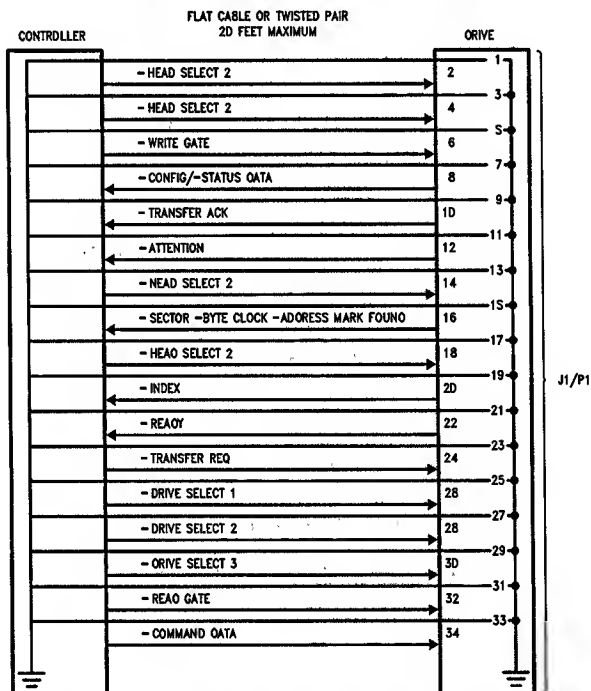 FLAT CABLE OR TWISTED PAIR
2D FEET MAXIMUM
CONTRDLLER
ORIVE
1
- HEAD SELECT 2
2
3
- HEAD SELECT 2
4
S
- WRITE GATE
6
7
- CONFIG/-STATUS OATA
8
9
- TRANSFER ACK
1D
11
- ATTENTION
12
13
- NEAD SELECT 2
14
1S
- SECTOR -BYTE CLOCK -ADORESS MARK FOUNO
16
17
- HEAO SELECT 2
18
19
- INDEX
2D
J1/P1
21
- REAOY
22
23
- TRANSFER REQ
24
25
- DRIVE SELECT 1
28
27
- DRIVE SELECT 2
28
29
- ORIVE SELECT 3
3D
31
- REAO GATE
32
33
- COMMAND OATA
34